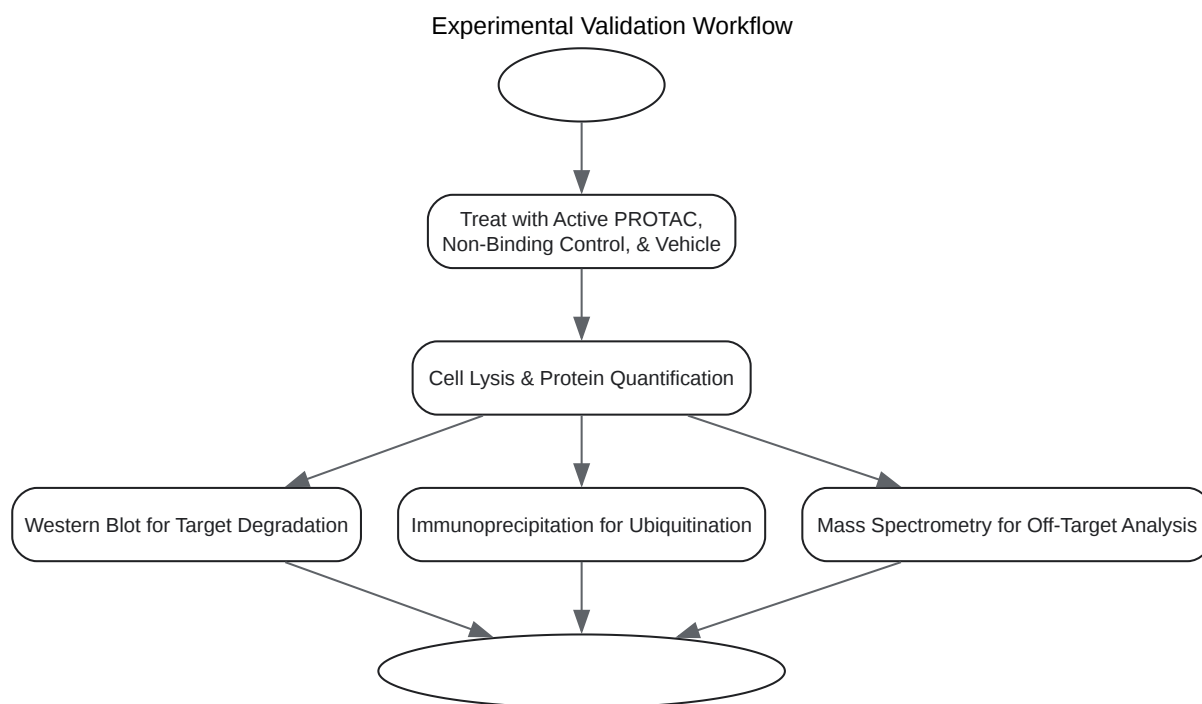 Experimental Validation Workflow
Treat with Active PROTAC,
Non-Binding Control, & Vehicle
Cell Lysis & Protein Quantification
Western Blot for Target Degradation
Immunoprecipitation for Ubiquitination
Mass Spectrometry for Off-Target Analysis